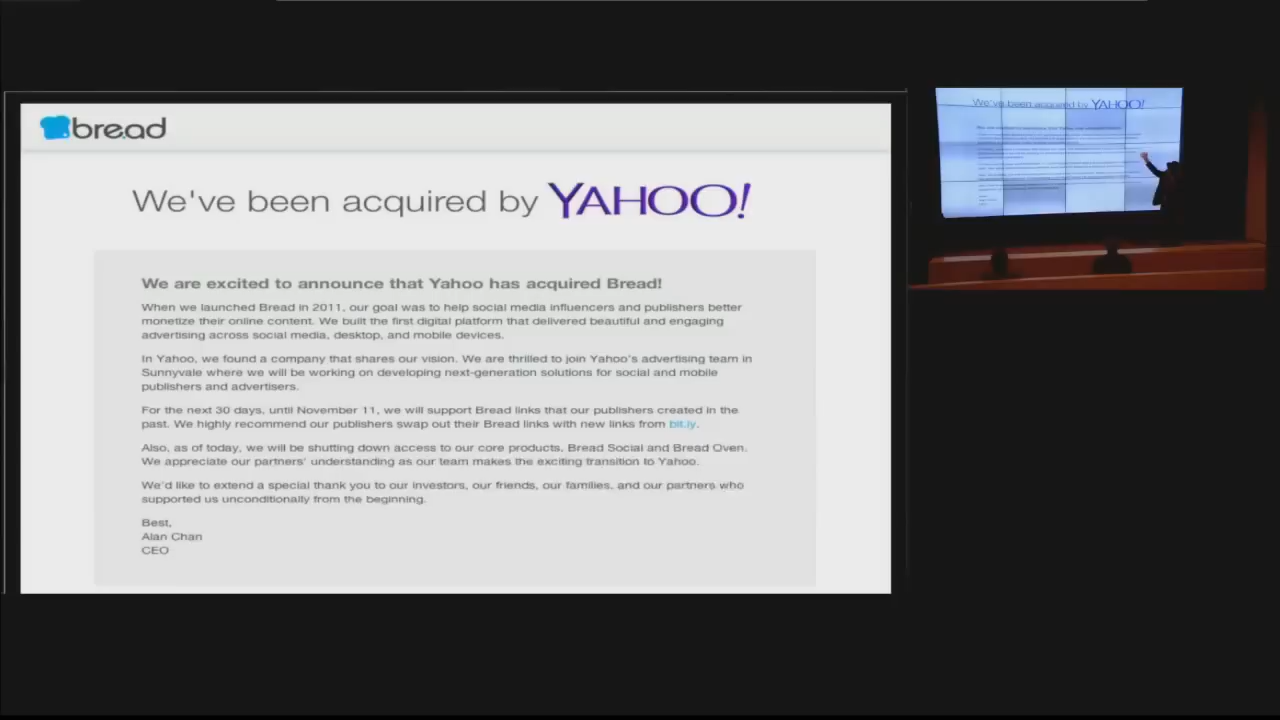 bread
We've been acquired by YAHOO!
We are excited to announce that Yahoo has acquired Bread!
When we launched Bread in 2011, our goal was to help social media influencers and publishers better
monetize their online content. We built the first digital platform that delivered beautiful and engaging
advertising across social media, desktop, and mobile devices.
In Yahoo, we found a company that shares our vision. We are thrilled to join Yahoo's advertising team in
Sunnyvale where we will be working on developing next-generation solutions for social and mobile
publishers and advertisers.
For the next 30 days, until November 11, we will support Bread links that our publishers created in the
past. We highly recommend our publishers swap out their Bread links with new links from bit.ly.
Also, as of today, we will be shutting down access to our core products, Bread Social and Bread Oven.
We appreciate our partners' understanding as our team makes the exciting transition to Yahoo.
We'd like to extend a special thank you to our investors, our friends, our families, and our partners who
supported us unconditionally from the beginning.
Best,
Alan Chan
CEO
We've been acquired by YAHOO!